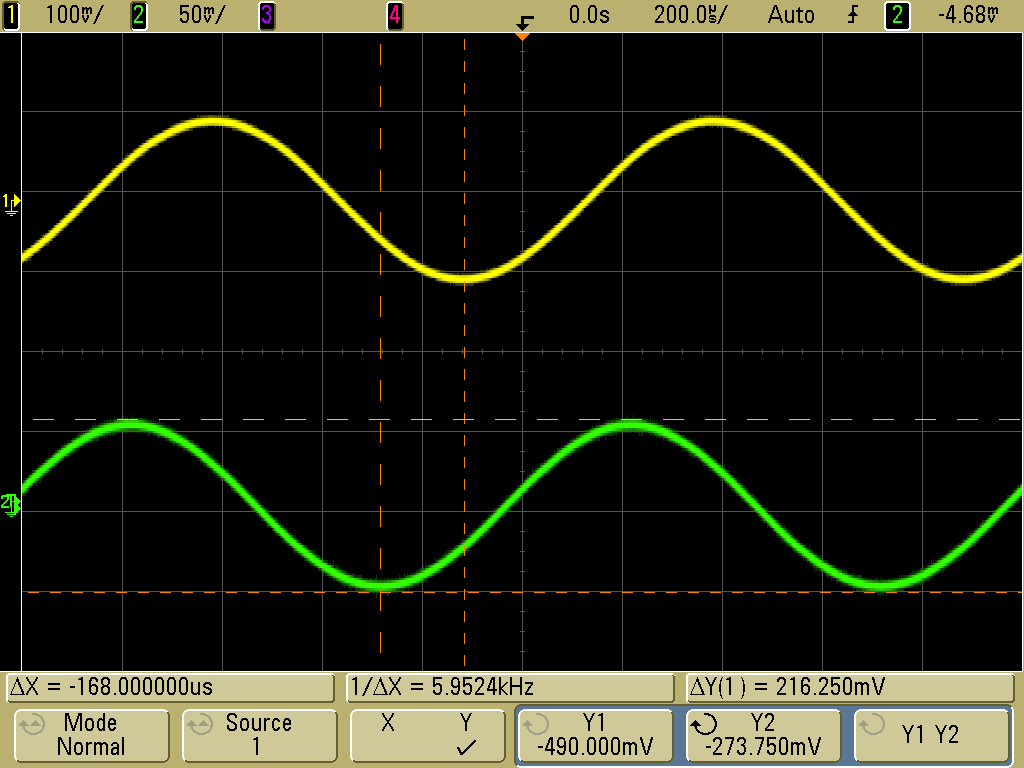 1 100mV/ 2 50mV/ 3 4 0.0s 200.0us/ Auto 2 -4.68mV
1
2
ΔX = -168.000000us 1/ΔX = 5.9524kHz ΔY(1) = 216.250mV
Mode Source X Y Y1 Y2 Y1 Y2
Normal 1 ✓ -490.000mV -273.750mV